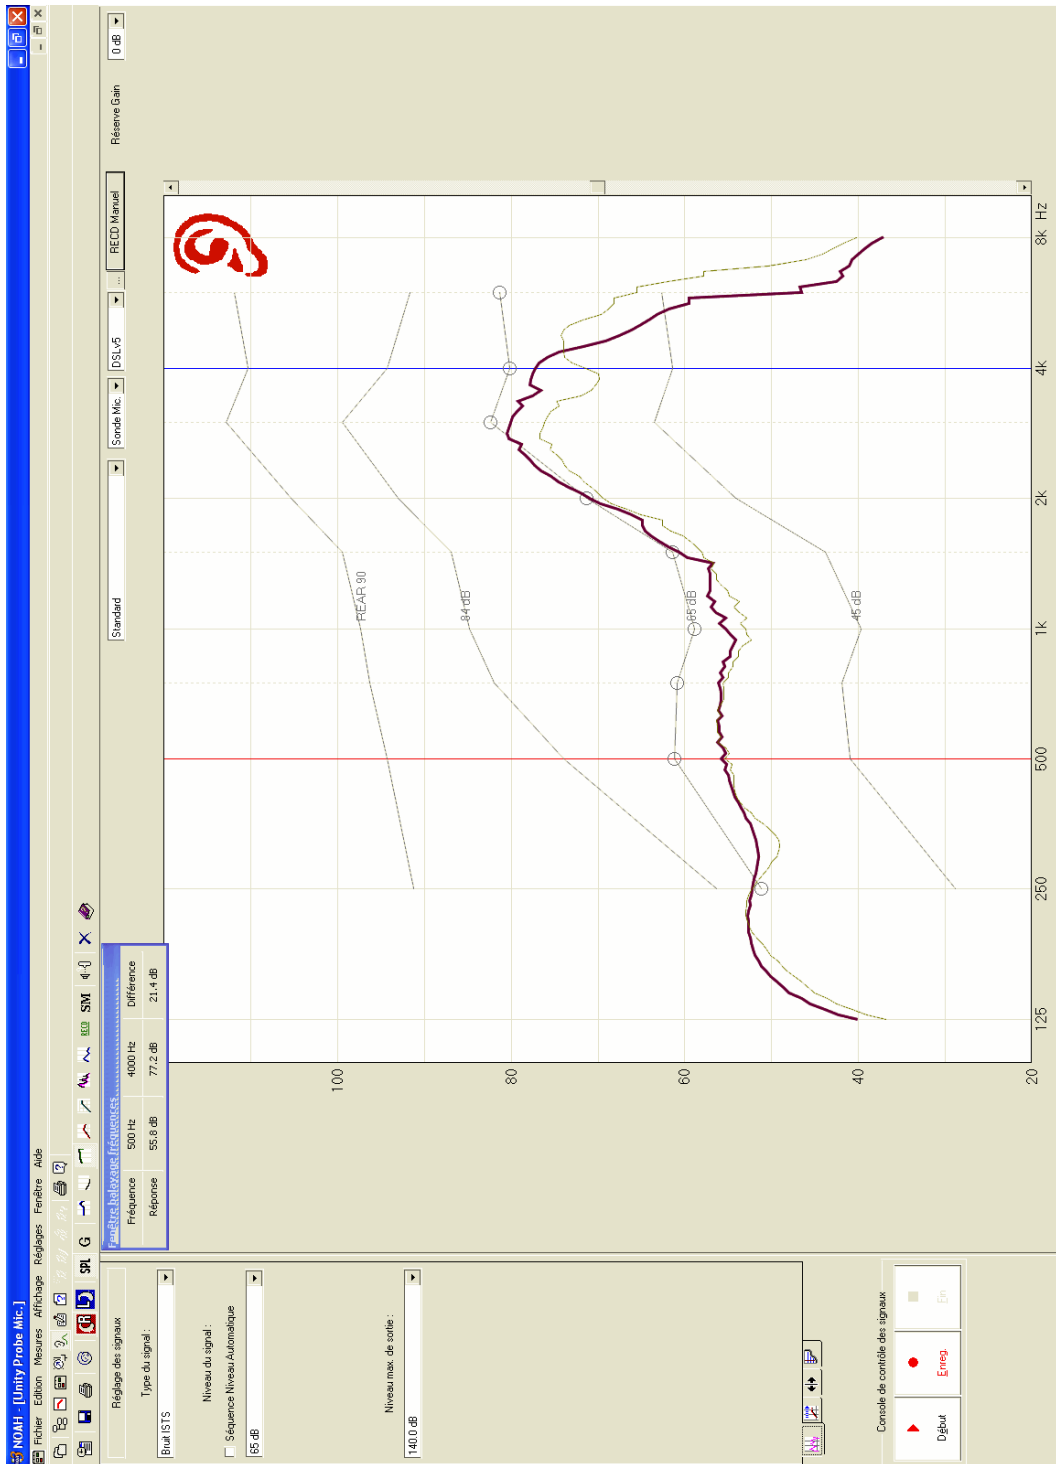 NOAH - [Unity Probe Mic.]
Fichier Edition Mesures Affichage Réglages Fenêtre Aide
SPL G RECD SM
Réglage des signaux
Type du signal :
Bruit ISTS
Niveau du signal :
Séquence Niveau Automatique
65 dB
Niveau max. de sortie :
140.0 dB
Console de contrôle des signaux
Début
Enreg.
Fin
Fenêtre balayage fréquences
Fréquence 500 Hz 4000 Hz Différence
Réponse 55.8 dB 77.2 dB 21.4 dB
Standard
Sonde Mic.
DSLv5
...
RECD Manuel
Réserve Gain
0 dB
REAR 90
84 dB
65 dB
45 dB
100
80
60
40
20
125 250 500 1K 2K 4K 8K Hz